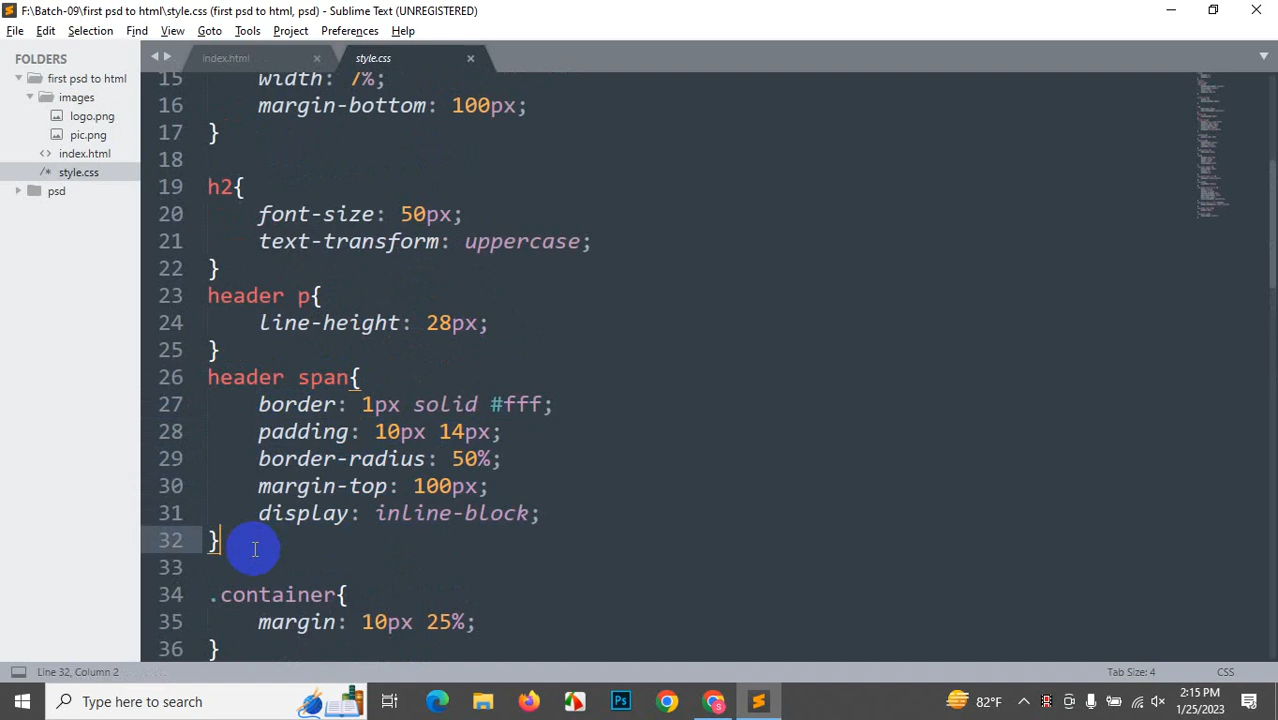 F:\Batch-09\first psd to html\style.css (first psd to html, psd) - Sublime Text (UNREGISTERED)
File Edit Selection Find View Goto Tools Project Preferences Help
FOLDERS
first psd to html
images
logo.png
pic.png
index.html
style.css
psd
index.html style.css
15 width: 7%;
16 margin-bottom: 100px;
17 }
18
19 h2{
20 font-size: 50px;
21 text-transform: uppercase;
22 }
23 header p{
24 line-height: 28px;
25 }
26 header span{
27 border: 1px solid #fff;
28 padding: 10px 14px;
29 border-radius: 50%;
30 margin-top: 100px;
31 display: inline-block;
32 }
33
34 .container{
35 margin: 10px 25%;
36 }
Line 32, Column 2 Tab Size: 4 CSS
Type here to search
Ps
82°F
2:15 PM
1/25/2023